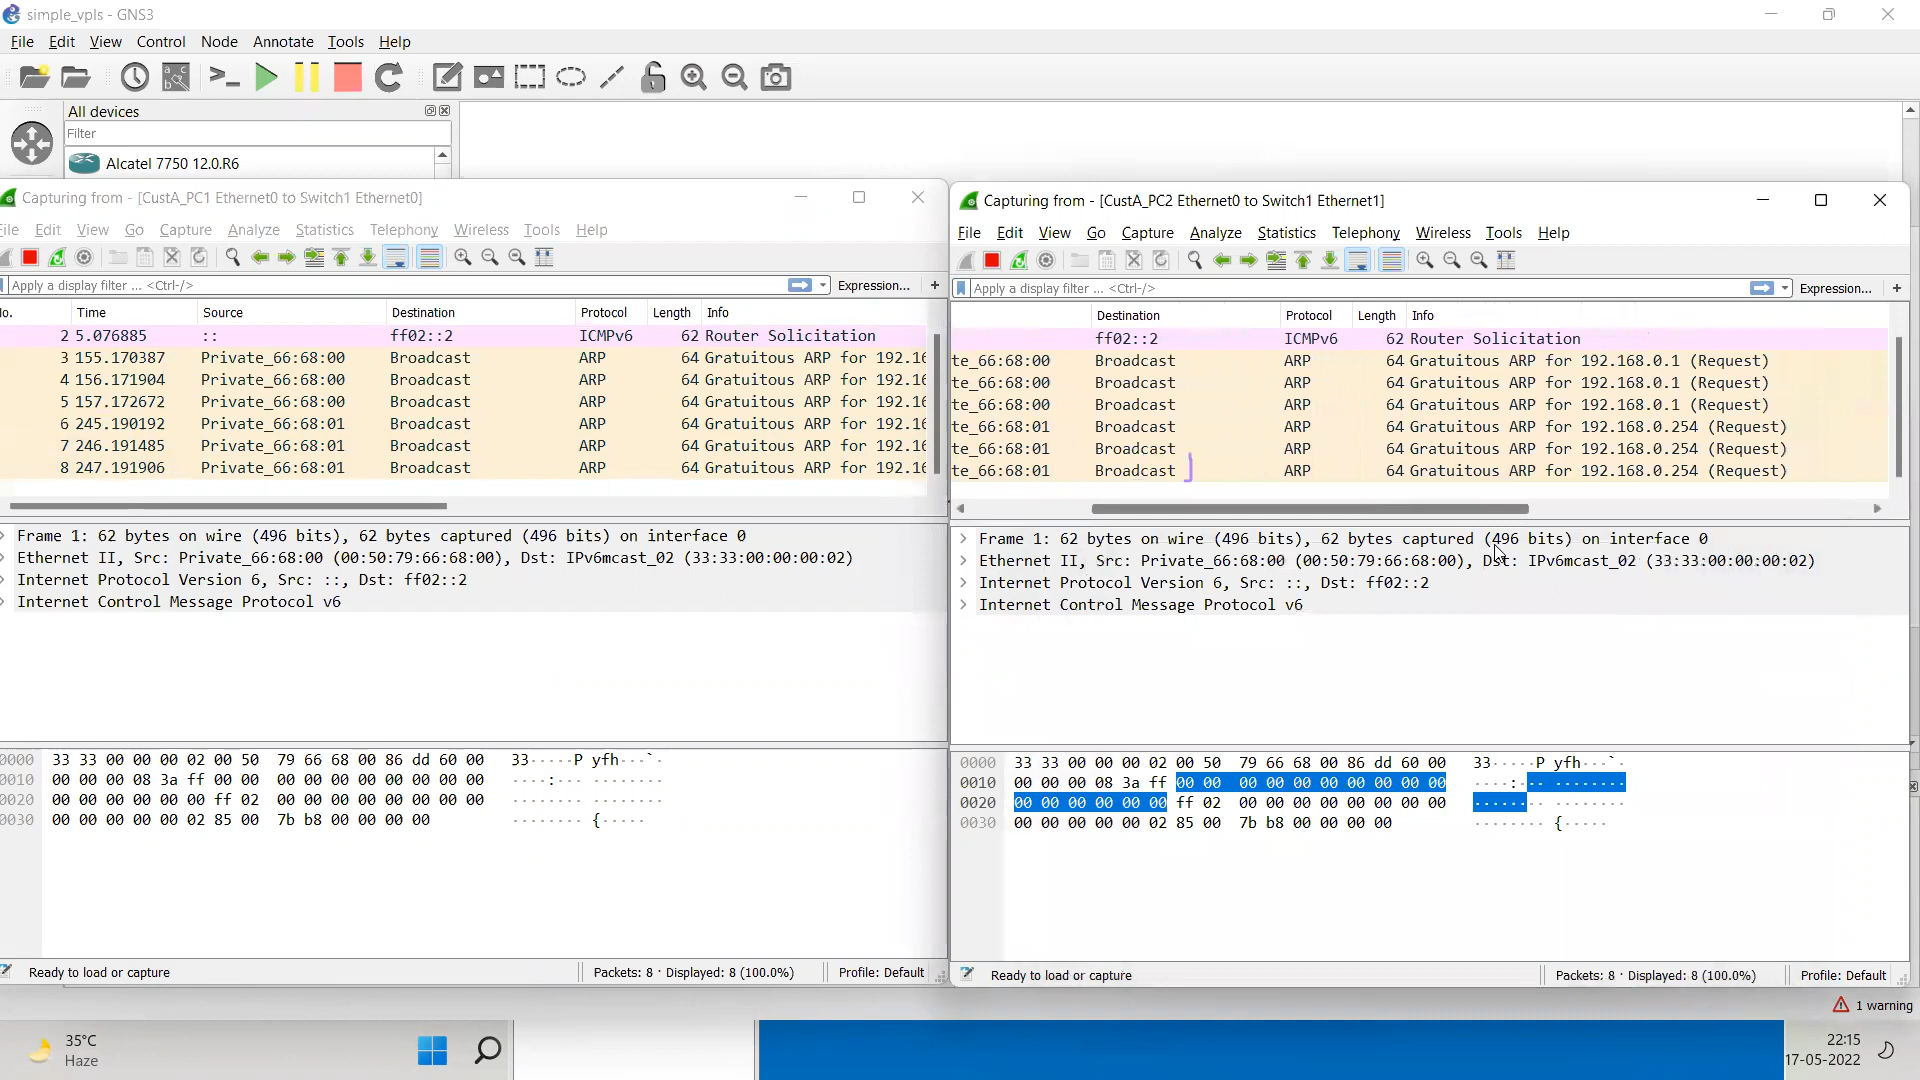 simple_vpls - GNS3
File Edit View Control Node Annotate Tools Help
All devices
Filter
Alcatel 7750 12.0.R6
Capturing from - [CustA_PC1 Ethernet0 to Switch1 Ethernet0]
File Edit View Go Capture Analyze Statistics Telephony Wireless Tools Help
Apply a display filter ... <Ctrl-/> Expression... +
No. Time Source Destination Protocol Length Info
2 5.076885 :: ff02::2 ICMPv6 62 Router Solicitation
3 155.170387 Private_66:68:00 Broadcast ARP 64 Gratuitous ARP for 192.16
4 156.171904 Private_66:68:00 Broadcast ARP 64 Gratuitous ARP for 192.16
5 157.172672 Private_66:68:00 Broadcast ARP 64 Gratuitous ARP for 192.16
6 245.190192 Private_66:68:01 Broadcast ARP 64 Gratuitous ARP for 192.16
7 246.191485 Private_66:68:01 Broadcast ARP 64 Gratuitous ARP for 192.16
8 247.191906 Private_66:68:01 Broadcast ARP 64 Gratuitous ARP for 192.16
Frame 1: 62 bytes on wire (496 bits), 62 bytes captured (496 bits) on interface 0
Ethernet II, Src: Private_66:68:00 (00:50:79:66:68:00), Dst: IPv6mcast_02 (33:33:00:00:00:02)
Internet Protocol Version 6, Src: ::, Dst: ff02::2
Internet Control Message Protocol v6
0000 33 33 00 00 00 02 00 50 79 66 68 00 86 dd 60 00 33·····P yfh···`·
0010 00 00 00 08 3a ff 00 00 00 00 00 00 00 00 00 00 ····:··· ········
0020 00 00 00 00 00 00 ff 02 00 00 00 00 00 00 00 00 ········ ········
0030 00 00 00 00 00 02 85 00 7b b8 00 00 00 00 ········ {·····
Ready to load or capture Packets: 8 · Displayed: 8 (100.0%) Profile: Default
Capturing from - [CustA_PC2 Ethernet0 to Switch1 Ethernet1]
File Edit View Go Capture Analyze Statistics Telephony Wireless Tools Help
Apply a display filter ... <Ctrl-/> Expression... +
Destination Protocol Length Info
ff02::2 ICMPv6 62 Router Solicitation
te_66:68:00 Broadcast ARP 64 Gratuitous ARP for 192.168.0.1 (Request)
te_66:68:00 Broadcast ARP 64 Gratuitous ARP for 192.168.0.1 (Request)
te_66:68:00 Broadcast ARP 64 Gratuitous ARP for 192.168.0.1 (Request)
te_66:68:01 Broadcast ARP 64 Gratuitous ARP for 192.168.0.254 (Request)
te_66:68:01 Broadcast ARP 64 Gratuitous ARP for 192.168.0.254 (Request)
te_66:68:01 Broadcast ARP 64 Gratuitous ARP for 192.168.0.254 (Request)
Frame 1: 62 bytes on wire (496 bits), 62 bytes captured (496 bits) on interface 0
Ethernet II, Src: Private_66:68:00 (00:50:79:66:68:00), Dst: IPv6mcast_02 (33:33:00:00:00:02)
Internet Protocol Version 6, Src: ::, Dst: ff02::2
Internet Control Message Protocol v6
0000 33 33 00 00 00 02 00 50 79 66 68 00 86 dd 60 00 33·····P yfh···`·
0010 00 00 00 08 3a ff 00 00 00 00 00 00 00 00 00 00 ····:··· ········
0020 00 00 00 00 00 00 ff 02 00 00 00 00 00 00 00 00 ········ ········
0030 00 00 00 00 00 02 85 00 7b b8 00 00 00 00 ········ {·····
Ready to load or capture Packets: 8 · Displayed: 8 (100.0%) Profile: Default
1 warning
35°C
Haze
22:15
17-05-2022